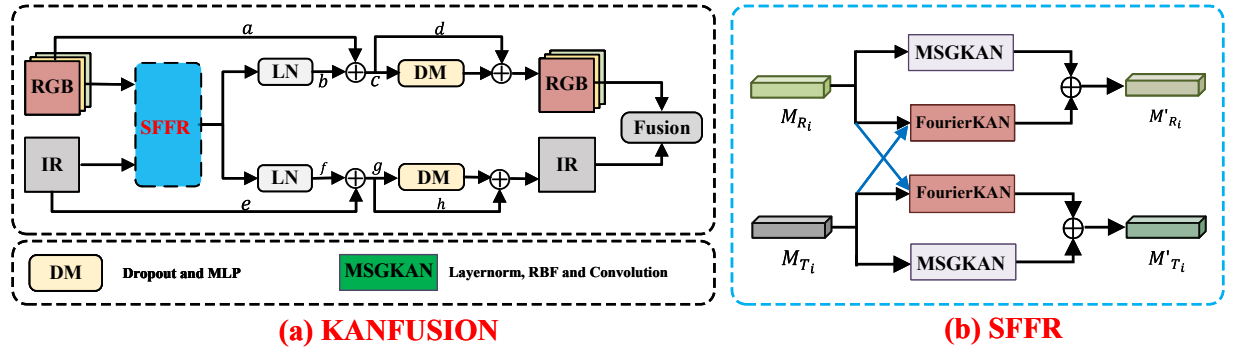 a
d
RGB
LN
b
c
DM
RGB
SFFR
Fusion
IR
LN
f
g
DM
IR
e
h
DM
Dropout and MLP
MSGKAN
Layernorm, RBF and Convolution
(a) KANFUSION
MSGKAN
M_{R_i}
FourierKAN
M'_{R_i}
FourierKAN
M_{T_i}
MSGKAN
M'_{T_i}
(b) SFFR